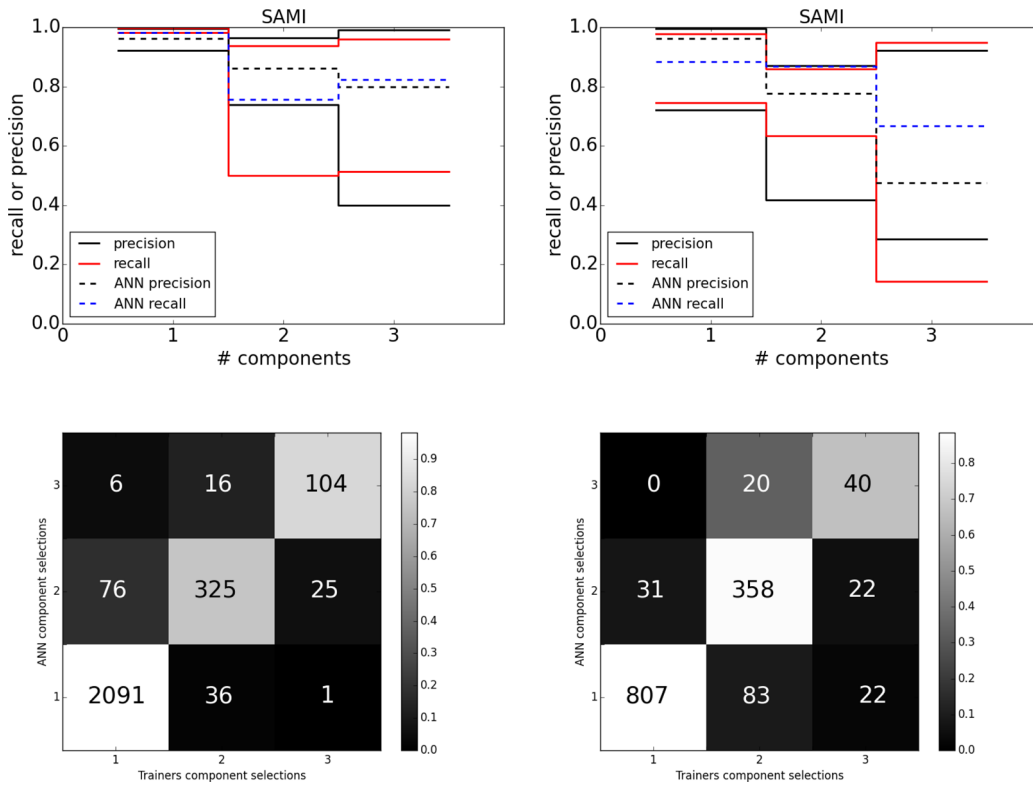 SAMI
1.0
0.8
0.6
0.4
0.2
0.0
recall or precision
precision
recall
ANN precision
ANN recall
0 1 2 3
# components
SAMI
1.0
0.8
0.6
0.4
0.2
0.0
recall or precision
precision
recall
ANN precision
ANN recall
0 1 2 3
# components
ANN component selections
3 6 16 104
2 76 325 25
1 2091 36 1
1 2 3
Trainers component selections
0.9
0.8
0.7
0.6
0.5
0.4
0.3
0.2
0.1
0.0
ANN component selections
3 0 20 40
2 31 358 22
1 807 83 22
1 2 3
Trainers component selections
0.8
0.7
0.6
0.5
0.4
0.3
0.2
0.1
0.0